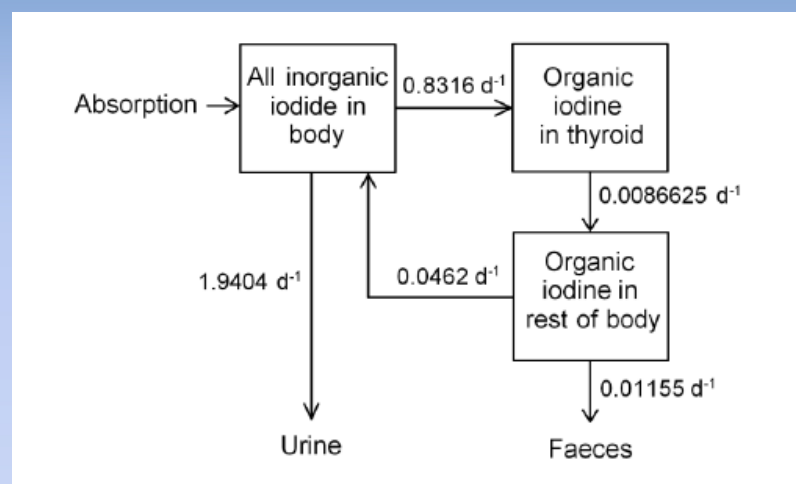 All inorganic
iodide in
body
Absorption
0.8316 d⁻¹
Organic
iodine
in thyroid
0.0086625 d⁻¹
1.9404 d⁻¹
0.0462 d⁻¹
Organic
iodine in
rest of body
0.01155 d⁻¹
Urine
Faeces